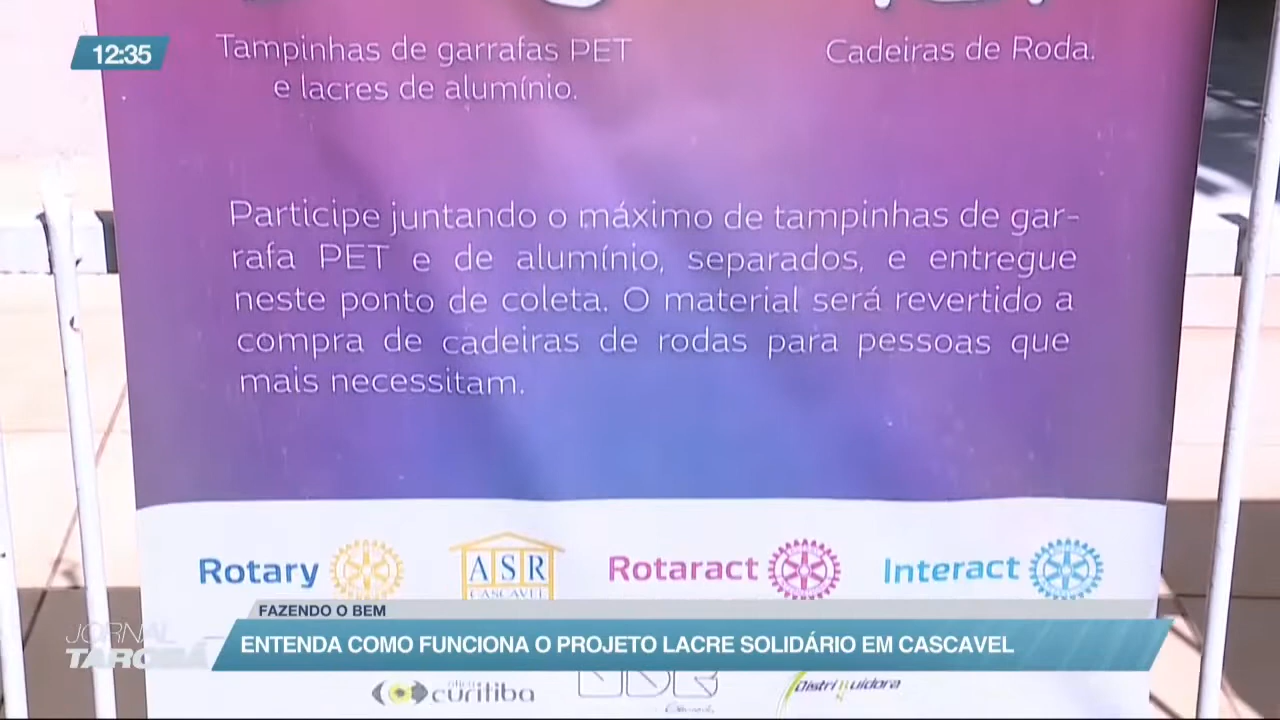 12:35
Tampinhas de garrafas PET
e lacres de alumínio.
Cadeiras de Roda.
Participe juntando o máximo de tampinhas de gar-
rafa PET e de alumínio, separados, e entregue
neste ponto de coleta. O material será revertido a
compra de cadeiras de rodas para pessoas que
mais necessitam.
Rotary
ASR
CASCAVEL
Rotaract
Interact
FAZENDO O BEM
JORNAL
TAROBÁ
ENTENDA COMO FUNCIONA O PROJETO LACRE SOLIDÁRIO EM CASCAVEL
curitiba
Distribuidora